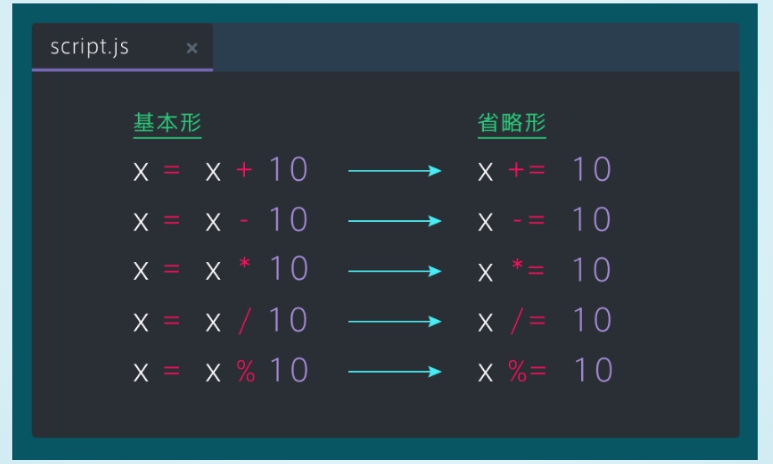 script.js ×
基本形 省略形
x = x + 10 → x += 10
x = x - 10 → x -= 10
x = x * 10 → x *= 10
x = x / 10 → x /= 10
x = x % 10 → x %= 10